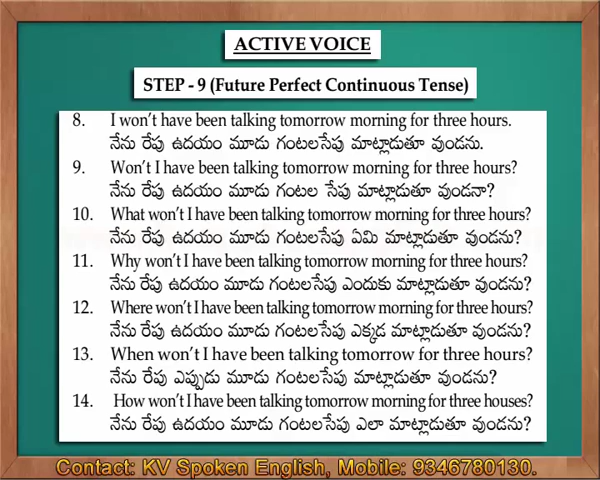 ACTIVE VOICE
STEP - 9 (Future Perfect Continuous Tense)
8. I won't have been talking tomorrow morning for three hours.
నేను రేపు ఉదయం మూడు గంటలసేపు మాట్లాడుతూ వుండను.
9. Won't I have been talking tomorrow morning for three hours?
నేను రేపు ఉదయం మూడు గంటల సేపు మాట్లాడుతూ వుండనా?
10. What won't I have been talking tomorrow morning for three hours?
నేను రేపు ఉదయం మూడు గంటలసేపు ఏమి మాట్లాడుతూ వుండను?
11. Why won't I have been talking tomorrow morning for three hours?
నేను రేపు ఉదయం మూడు గంటలసేపు ఎందుకు మాట్లాడుతూ వుండను?
12. Where won't I have been talking tomorrow morning for three hours?
నేను రేపు ఉదయం మూడు గంటలసేపు ఎక్కడ మాట్లాడుతూ వుండను?
13. When won't I have been talking tomorrow for three hours?
నేను రేపు ఎప్పుడు మూడు గంటలసేపు మాట్లాడుతూ వుండను?
14. How won't I have been talking tomorrow morning for three houses?
నేను రేపు ఉదయం మూడు గంటలసేపు ఎలా మాట్లాడుతూ వుండను?
Contact: KV Spoken English, Mobile: 9346780130.